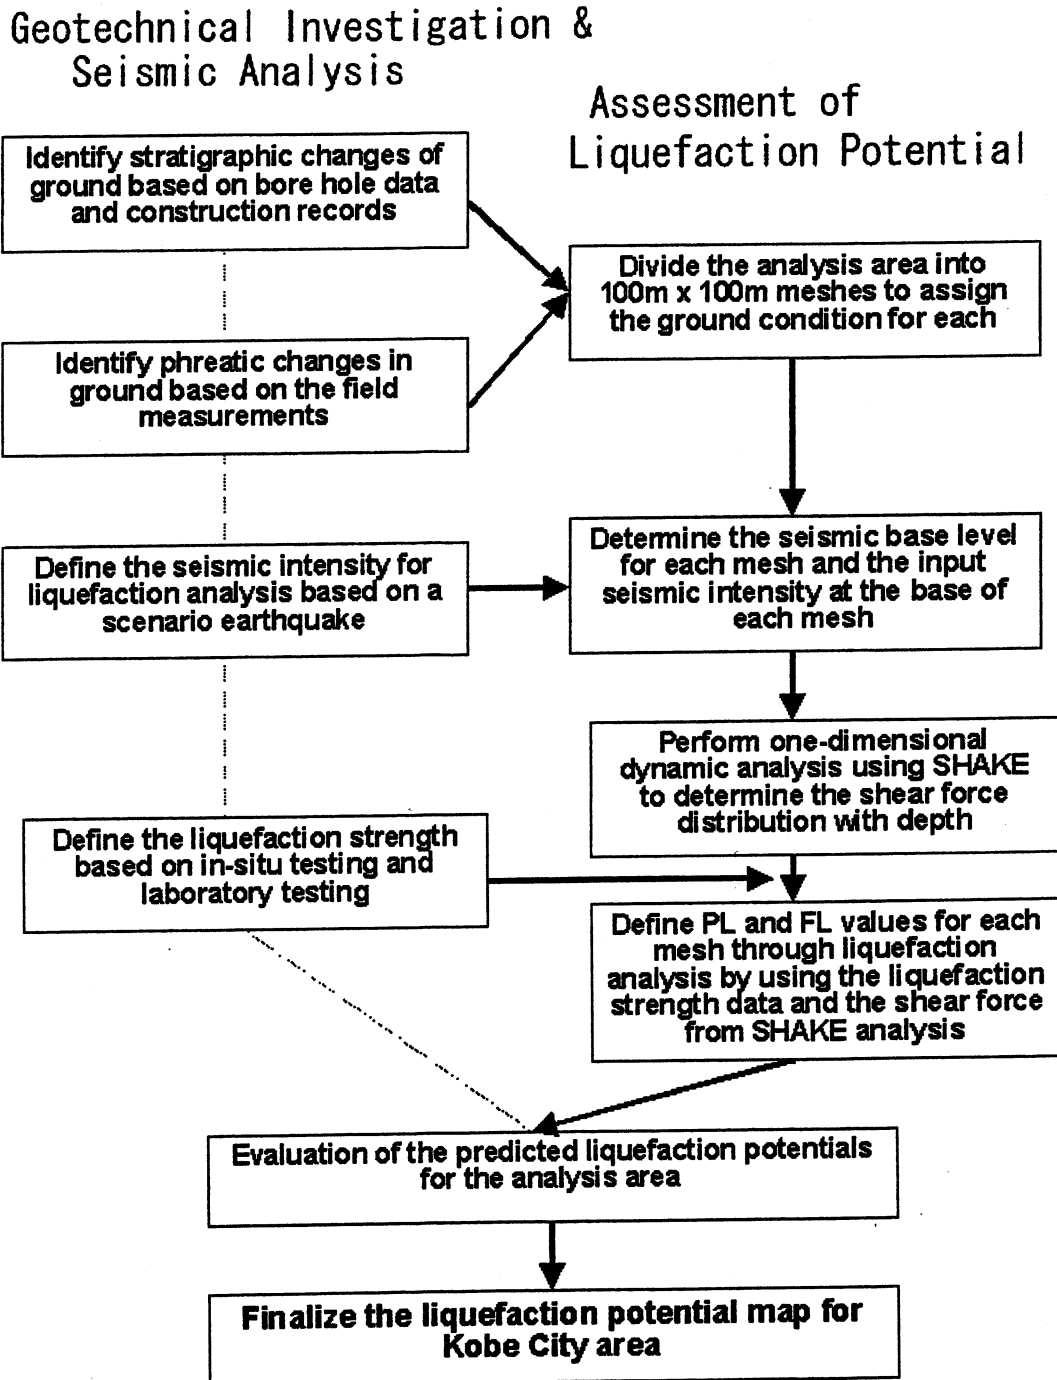 Geotechnical Investigation &
Seismic Analysis
Assessment of
Liquefaction Potential
Identify stratigraphic changes of
ground based on bore hole data
and construction records
Divide the analysis area into
100m x 100m meshes to assign
the ground condition for each
Identify phreatic changes in
ground based on the field
measurements
Define the seismic intensity for
liquefaction analysis based on a
scenario earthquake
Determine the seismic base level
for each mesh and the input
seismic intensity at the base of
each mesh
Perform one-dimensional
dynamic analysis using SHAKE
to determine the shear force
distribution with depth
Define the liquefaction strength
based on in-situ testing and
laboratory testing
Define PL and FL values for each
mesh through liquefaction
analysis by using the liquefaction
strength data and the shear force
from SHAKE analysis
Evaluation of the predicted liquefaction potentials
for the analysis area
Finalize the liquefaction potential map for
Kobe City area